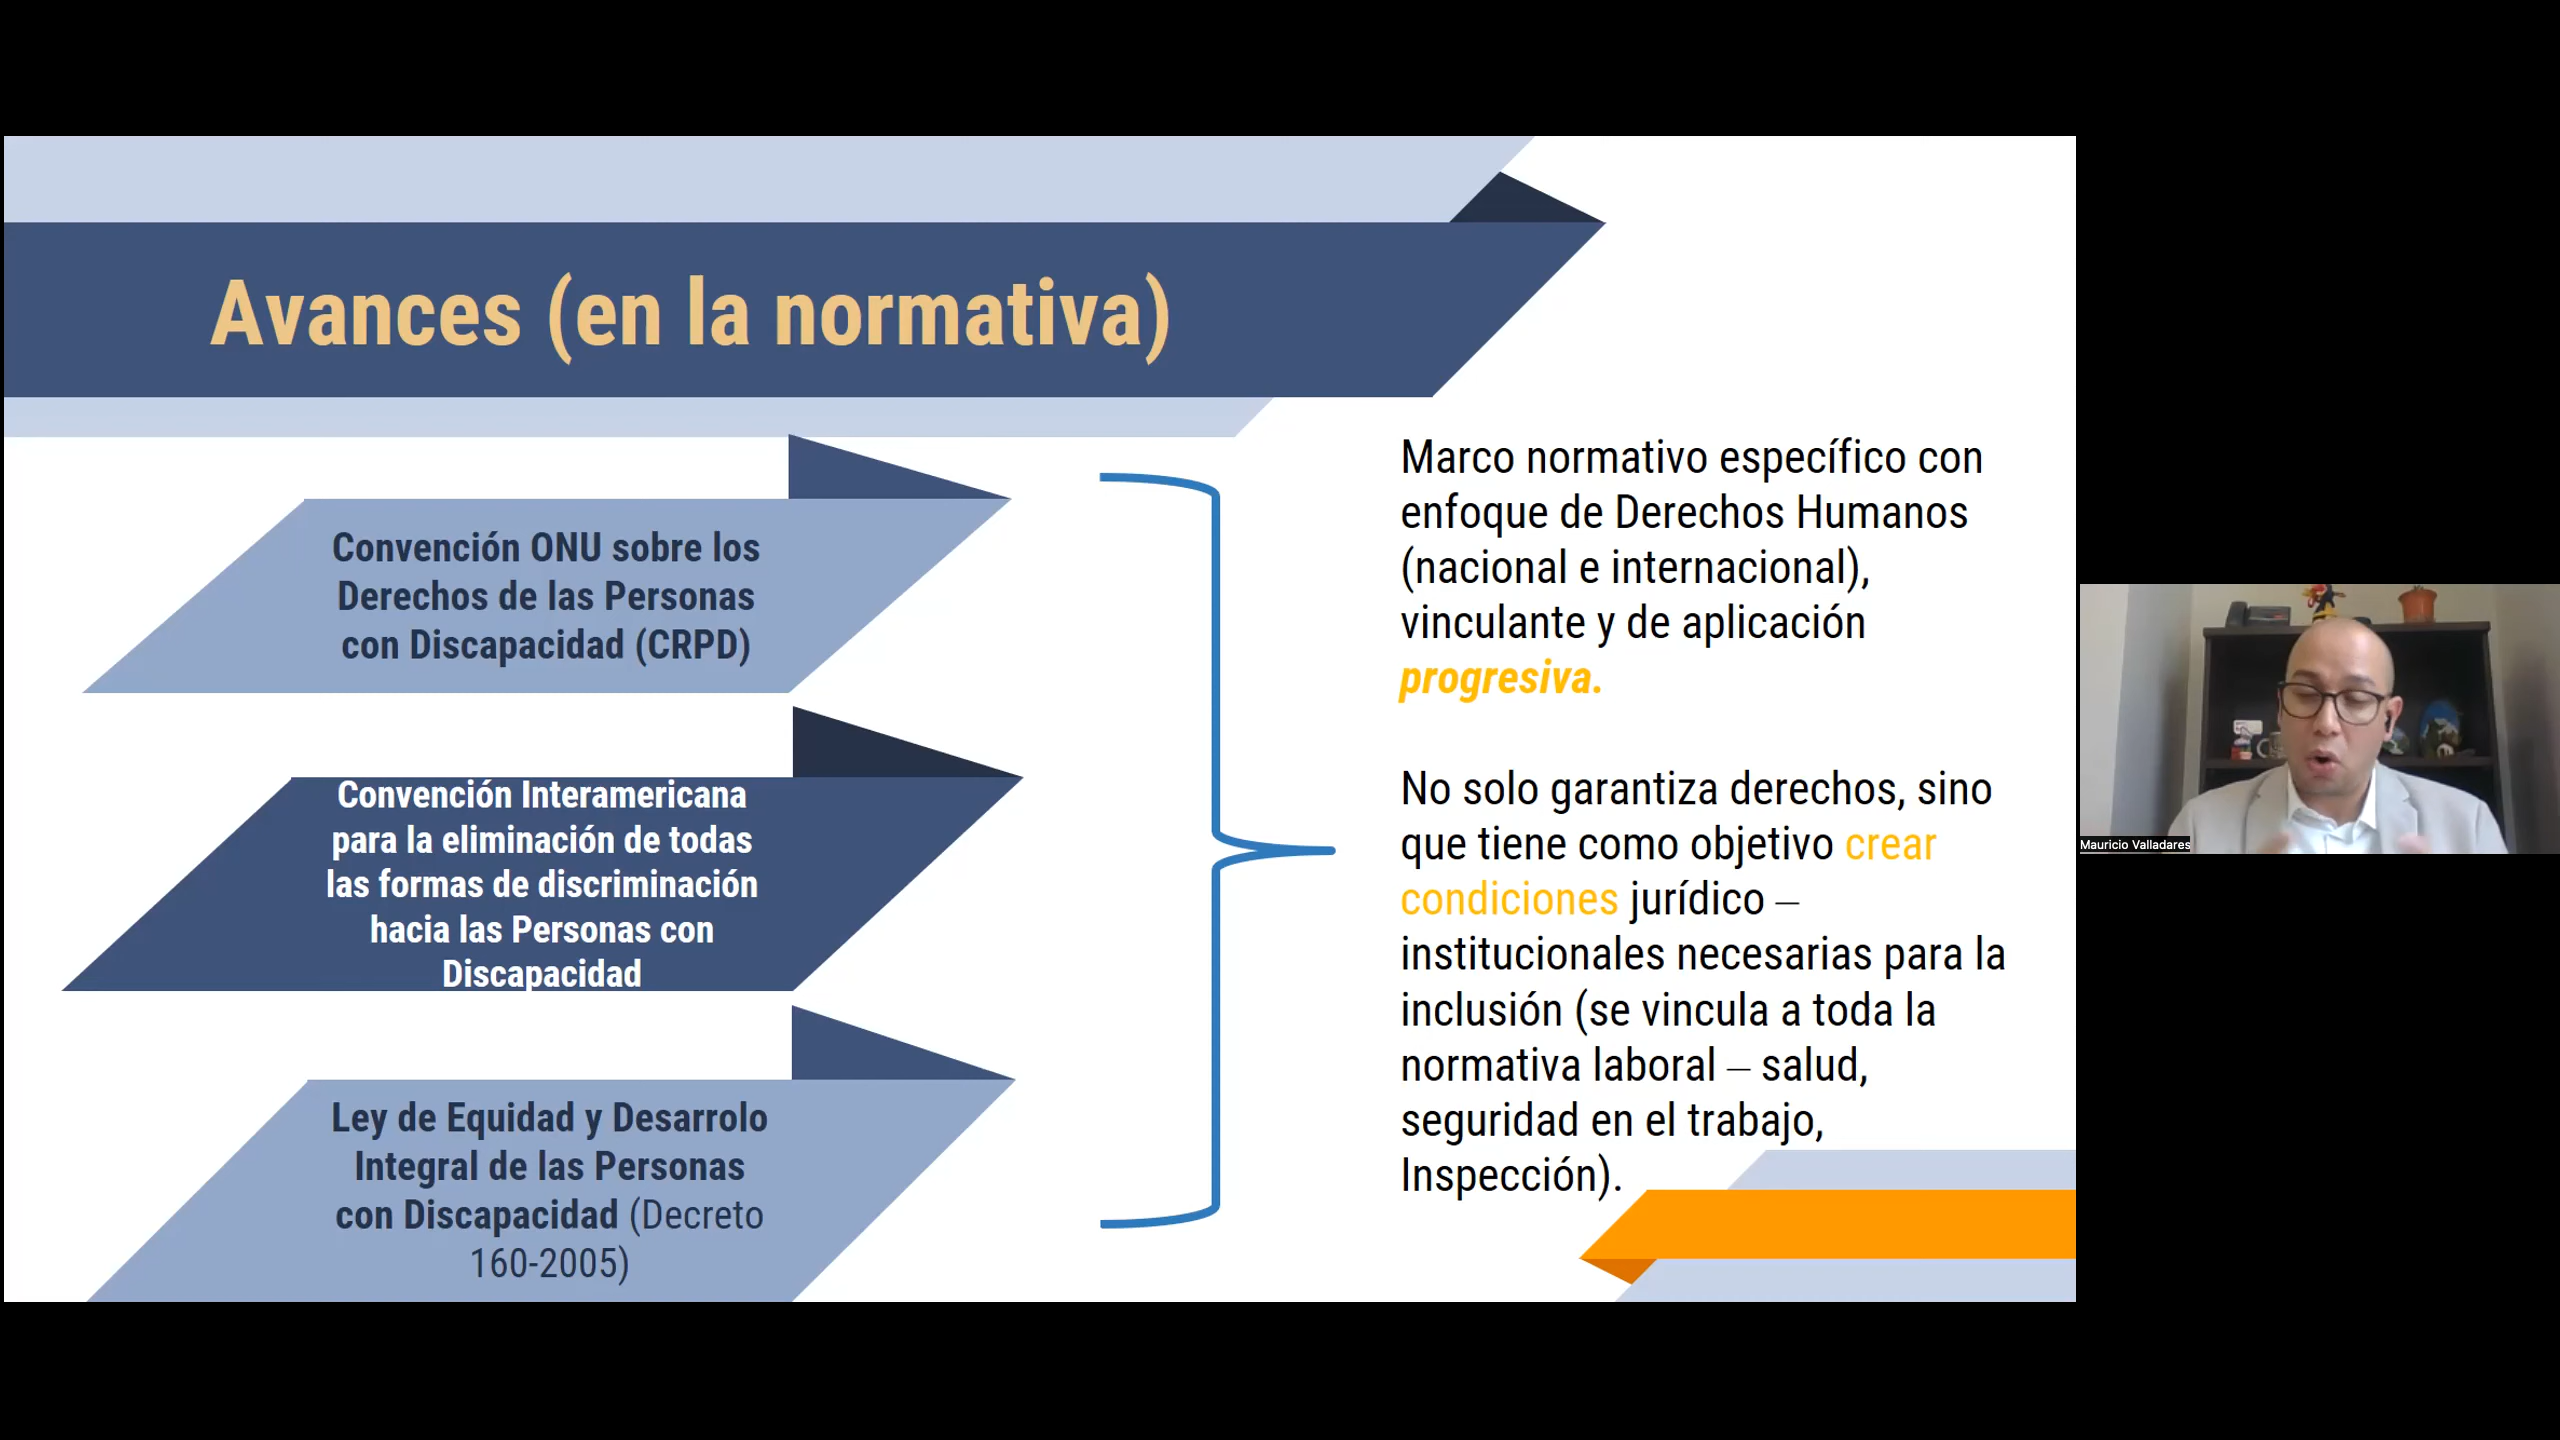 Avances (en la normativa)
Convención ONU sobre los
Derechos de las Personas
con Discapacidad (CRPD)
Convención Interamericana
para la eliminación de todas
las formas de discriminación
hacia las Personas con
Discapacidad
Ley de Equidad y Desarrolo
Integral de las Personas
con Discapacidad (Decreto
160-2005)
Marco normativo específico con
enfoque de Derechos Humanos
(nacional e internacional),
vinculante y de aplicación
progresiva.
No solo garantiza derechos, sino
que tiene como objetivo crear
condiciones jurídico –
institucionales necesarias para la
inclusión (se vincula a toda la
normativa laboral – salud,
seguridad en el trabajo,
Inspección).
Mauricio Valladares